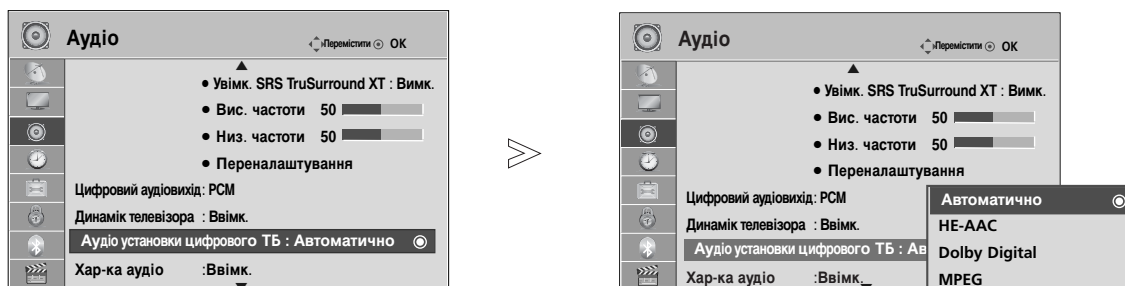 Аудіо
Перемістити OK
● Увімк. SRS TruSurround XT : Вимк.
● Вис. частоти 50
● Низ. частоти 50
● Переналаштування
Цифровий аудіовихід: PCM
Динамік телевізора : Ввімк.
Аудіо установки цифрового ТБ : Автоматично
Хар-ка аудіо :Ввімк.
Аудіо
Перемістити OK
● Увімк. SRS TruSurround XT : Вимк.
● Вис. частоти 50
● Низ. частоти 50
● Переналаштування
Цифровий аудіовихід: PCM
Динамік телевізора : Ввімк.
Аудіо установки цифрового ТБ : Ав
Хар-ка аудіо :Ввімк.
Автоматично
HE-AAC
Dolby Digital
MPEG